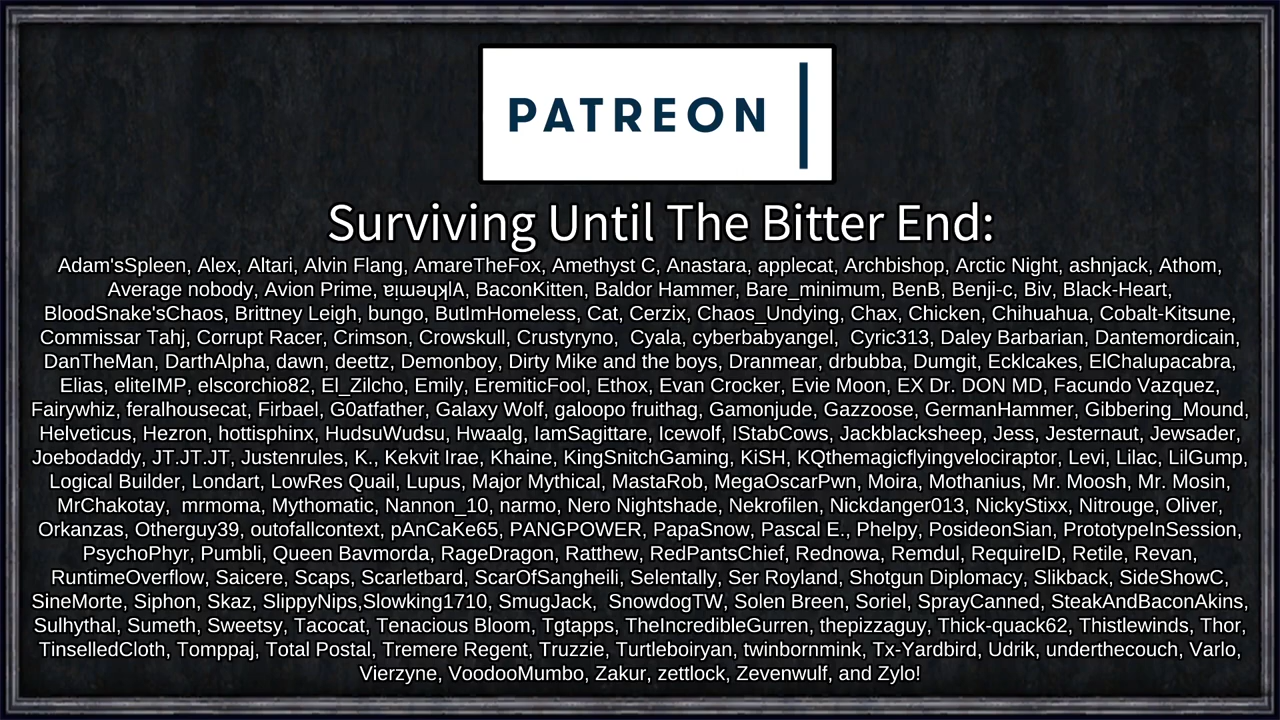 PATREON
Surviving Until The Bitter End:
Adam'sSpleen, Alex, Altari, Alvin Flang, AmareTheFox, Amethyst C, Anastara, applecat, Archbishop, Arctic Night, ashnjack, Athom,
Average nobody, Avion Prime, ɐᴉɯǝɥʞlA, BaconKitten, Baldor Hammer, Bare_minimum, BenB, Benji-c, Biv, Black-Heart,
BloodSnake'sChaos, Brittney Leigh, bungo, ButImHomeless, Cat, Cerzix, Chaos_Undying, Chax, Chicken, Chihuahua, Cobalt-Kitsune,
Commissar Tahj, Corrupt Racer, Crimson, Crowskull, Crustyryno,  Cyala, cyberbabyangel,  Cyric313, Daley Barbarian, Dantemordicain,
DanTheMan, DarthAlpha, dawn, deettz, Demonboy, Dirty Mike and the boys, Dranmear, drbubba, Dumgit, Ecklcakes, ElChalupacabra,
Elias, eliteIMP, elscorchio82, El_Zilcho, Emily, EremiticFool, Ethox, Evan Crocker, Evie Moon, EX Dr. DON MD, Facundo Vazquez,
Fairywhiz, feralhousecat, Firbael, G0atfather, Galaxy Wolf, galoopo fruithag, Gamonjude, Gazzoose, GermanHammer, Gibbering_Mound,
Helveticus, Hezron, hottisphinx, HudsuWudsu, Hwaalg, IamSagittare, Icewolf, IStabCows, Jackblacksheep, Jess, Jesternaut, Jewsader,
Joebodaddy, JT.JT.JT, Justenrules, K., Kekvit Irae, Khaine, KingSnitchGaming, KiSH, KQthemagicflyingvelociraptor, Levi, Lilac, LilGump,
Logical Builder, Londart, LowRes Quail, Lupus, Major Mythical, MastaRob, MegaOscarPwn, Moira, Mothanius, Mr. Moosh, Mr. Mosin,
MrChakotay,  mrmoma, Mythomatic, Nannon_10, narmo, Nero Nightshade, Nekrofilen, Nickdanger013, NickyStixx, Nitrouge, Oliver,
Orkanzas, Otherguy39, outofallcontext, pAnCaKe65, PANGPOWER, PapaSnow, Pascal E., Phelpy, PosideonSian, PrototypeInSession,
PsychoPhyr, Pumbli, Queen Bavmorda, RageDragon, Ratthew, RedPantsChief, Rednowa, Remdul, RequireID, Retile, Revan,
RuntimeOverflow, Saicere, Scaps, Scarletbard, ScarOfSangheili, Selentally, Ser Royland, Shotgun Diplomacy, Slikback, SideShowC,
SineMorte, Siphon, Skaz, SlippyNips,Slowking1710, SmugJack,  SnowdogTW, Solen Breen, Soriel, SprayCanned, SteakAndBaconAkins,
Sulhythal, Sumeth, Sweetsy, Tacocat, Tenacious Bloom, Tgtapps, TheIncredibleGurren, thepizzaguy, Thick-quack62, Thistlewinds, Thor,
TinselledCloth, Tomppaj, Total Postal, Tremere Regent, Truzzie, Turtleboiryan, twinbornmink, Tx-Yardbird, Udrik, underthecouch, Varlo,
Vierzyne, VoodooMumbo, Zakur, zettlock, Zevenwulf, and Zylo!